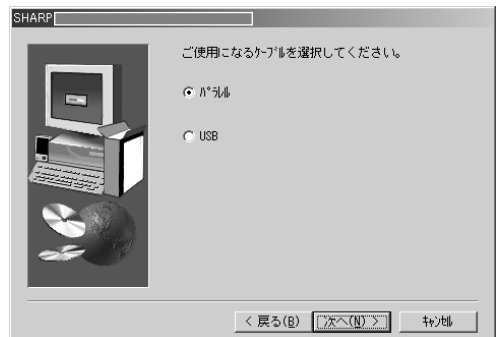 SHARP
ご使用になるｹｰﾌﾞﾙを選択してください。
ﾊﾟﾗﾚﾙ
USB
< 戻る(B)
次へ(N) >
ｷｬﾝｾﾙ